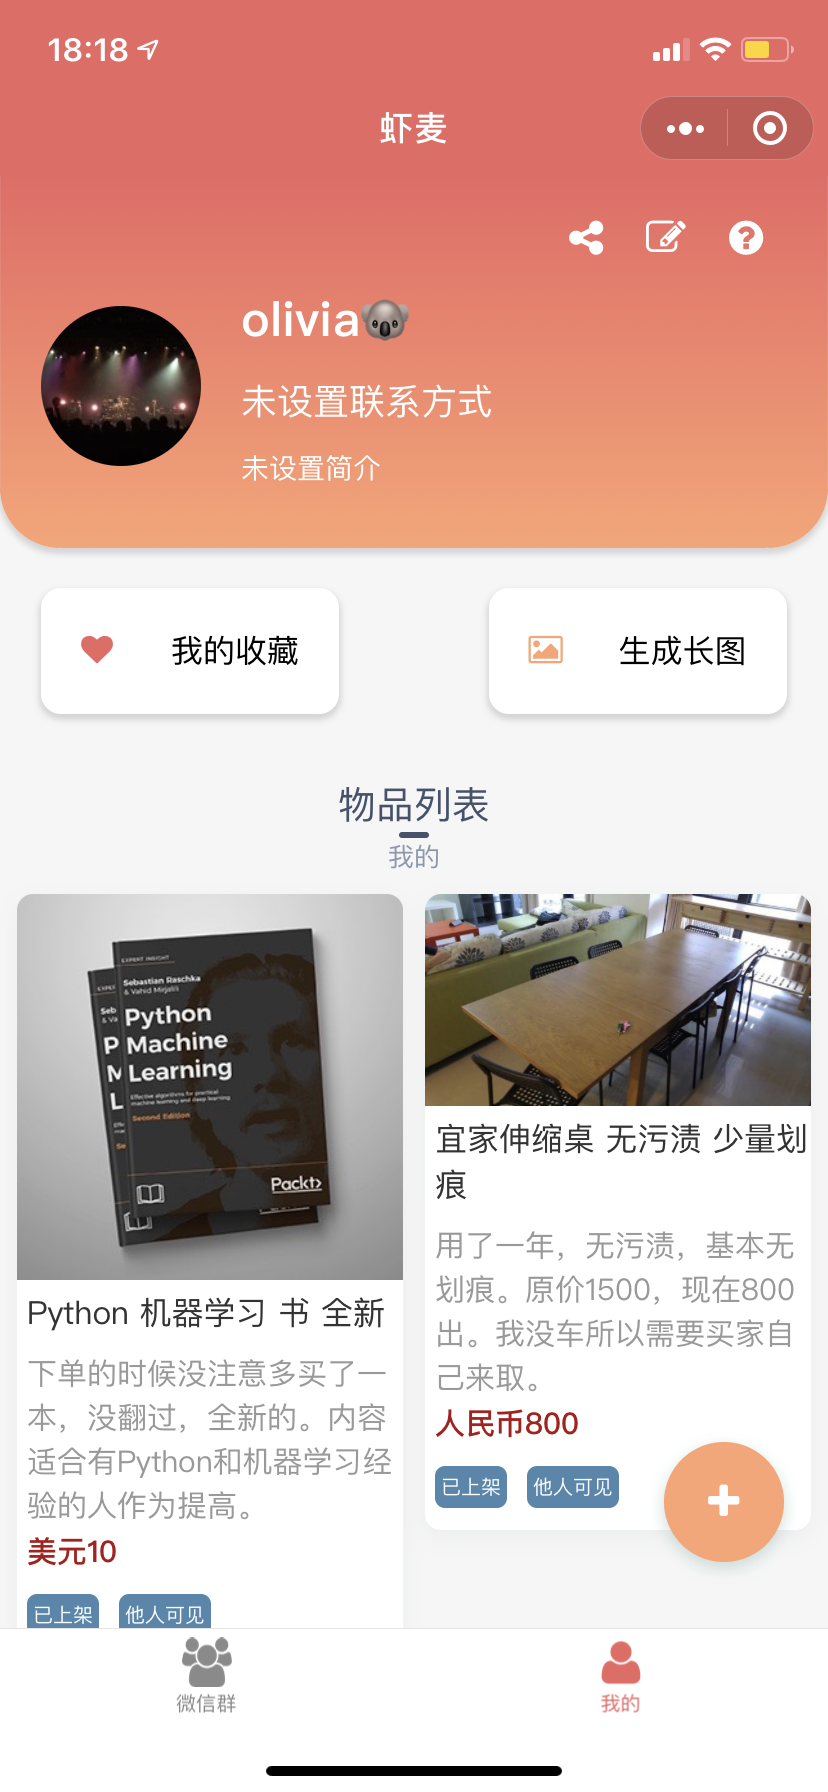 18:18
虾麦
olivia🐨
未设置联系方式
未设置简介
我的收藏
生成长图
物品列表
我的
EXPERT INSIGHT
Sebastian Raschka
& Vahid Mirjalili
Python
Machine
Learning
Effective algorithms for practical
machine learning and deep learning
Second Edition
Packt>
Python 机器学习 书 全新
下单的时候没注意多买了一
本，没翻过，全新的。内容
适合有Python和机器学习经
验的人作为提高。
美元10
已上架
他人可见
宜家伸缩桌 无污渍 少量划
痕
用了一年，无污渍，基本无
划痕。原价1500，现在800
出。我没车所以需要买家自
己来取。
人民币800
已上架
他人可见
微信群
我的